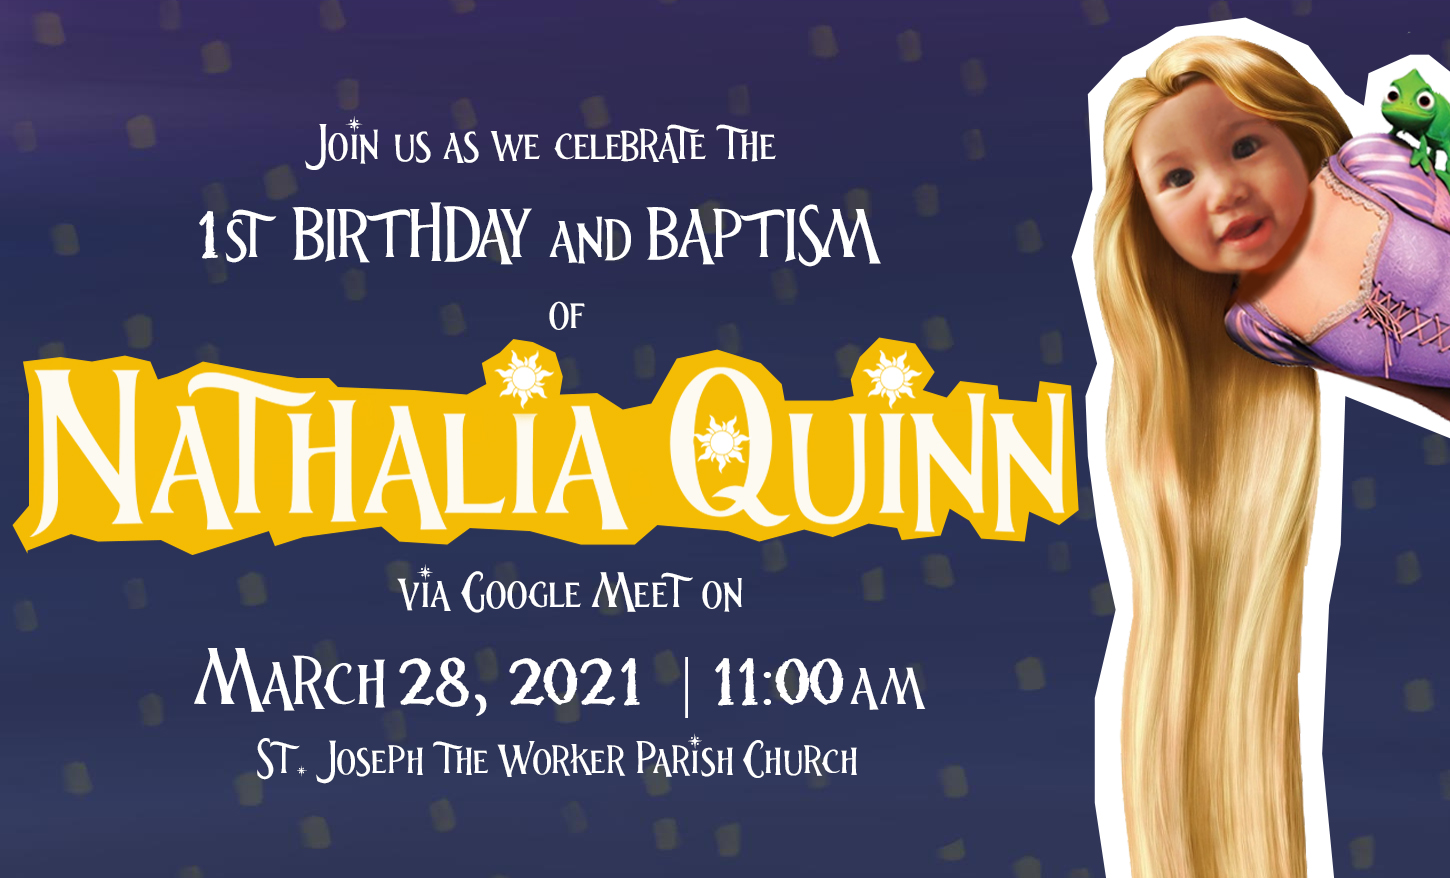 Join us as we celebrate the
1st Birthday and Baptism
of
Nathalia Quinn
via Google Meet on
March 28, 2021 | 11:00 AM
St. Joseph the Worker Parish Church